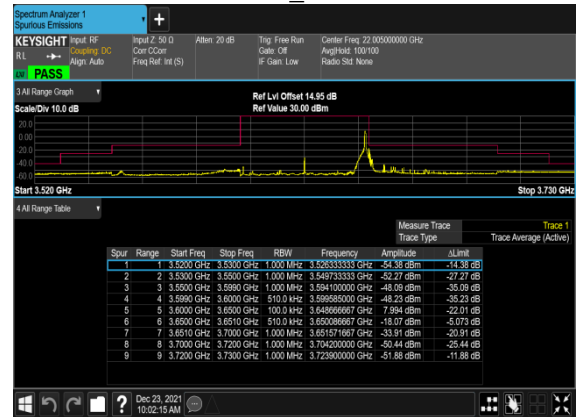 Spectrum Analyzer 1
Spurious Emissions
KEYSIGHT Input: RF Input Z: 50 Ω Atten: 20 dB Trig: Free Run Center Freq: 22.005000000 GHz
RL Coupling: DC Corr CCorr Gate: Off Avg|Hold: 100/100
Align: Auto Freq Ref: Int (S) IF Gain: Low Radio Std: None
PASS
3 All Range Graph
Ref Lvl Offset 14.95 dB
Scale/Div 10.0 dB Ref Value 30.00 dBm
20.0
0.00
-20.0
-40.0
-60.0
Start 3.520 GHz Stop 3.730 GHz
4 All Range Table
Measure Trace Trace 1
Trace Type Trace Average (Active)
Spur Range Start Freq Stop Freq RBW Frequency Amplitude ΔLimit
1 1 3.5200 GHz 3.5300 GHz 1.000 MHz 3.526333333 GHz -54.38 dBm -14.38 dB
2 2 3.5300 GHz 3.5500 GHz 1.000 MHz 3.549733333 GHz -52.27 dBm -27.27 dB
3 3 3.5500 GHz 3.5990 GHz 1.000 MHz 3.594100000 GHz -48.09 dBm -35.09 dB
4 4 3.5990 GHz 3.6000 GHz 510.0 kHz 3.599585000 GHz -48.23 dBm -35.23 dB
5 5 3.6000 GHz 3.6500 GHz 100.0 kHz 3.648666667 GHz 7.994 dBm -22.01 dB
6 6 3.6500 GHz 3.6510 GHz 510.0 kHz 3.650086667 GHz -18.07 dBm -5.073 dB
7 7 3.6510 GHz 3.7000 GHz 1.000 MHz 3.651571667 GHz -33.91 dBm -20.91 dB
8 8 3.7000 GHz 3.7200 GHz 1.000 MHz 3.704200000 GHz -50.44 dBm -25.44 dB
9 9 3.7200 GHz 3.7300 GHz 1.000 MHz 3.723900000 GHz -51.88 dBm -11.88 dB
Dec 23, 2021
10:02:15 AM